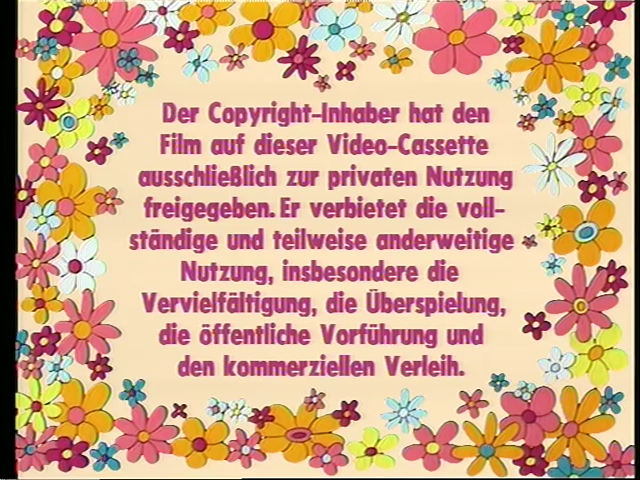 Der Copyright-Inhaber hat den
Film auf dieser Video-Cassette
ausschließlich zur privaten Nutzung
freigegeben. Er verbietet die voll-
ständige und teilweise anderweitige
Nutzung, insbesondere die
Vervielfältigung, die Überspielung,
die öffentliche Vorführung und
den kommerziellen Verleih.